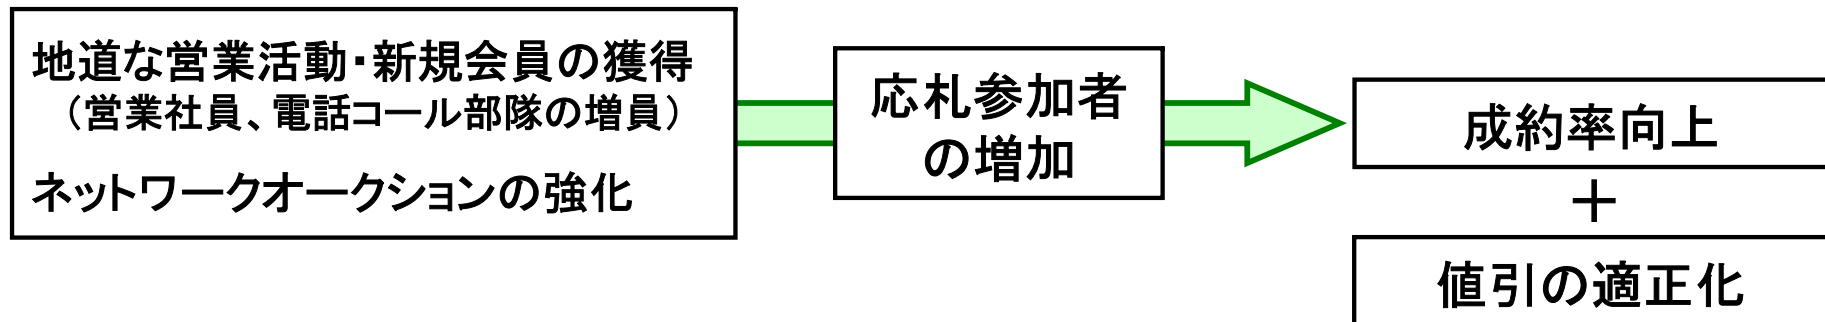 地道な営業活動・新規会員の獲得
（営業社員、電話コール部隊の増員）
ネットワークオークションの強化
応札参加者
の増加
成約率向上
＋
値引の適正化